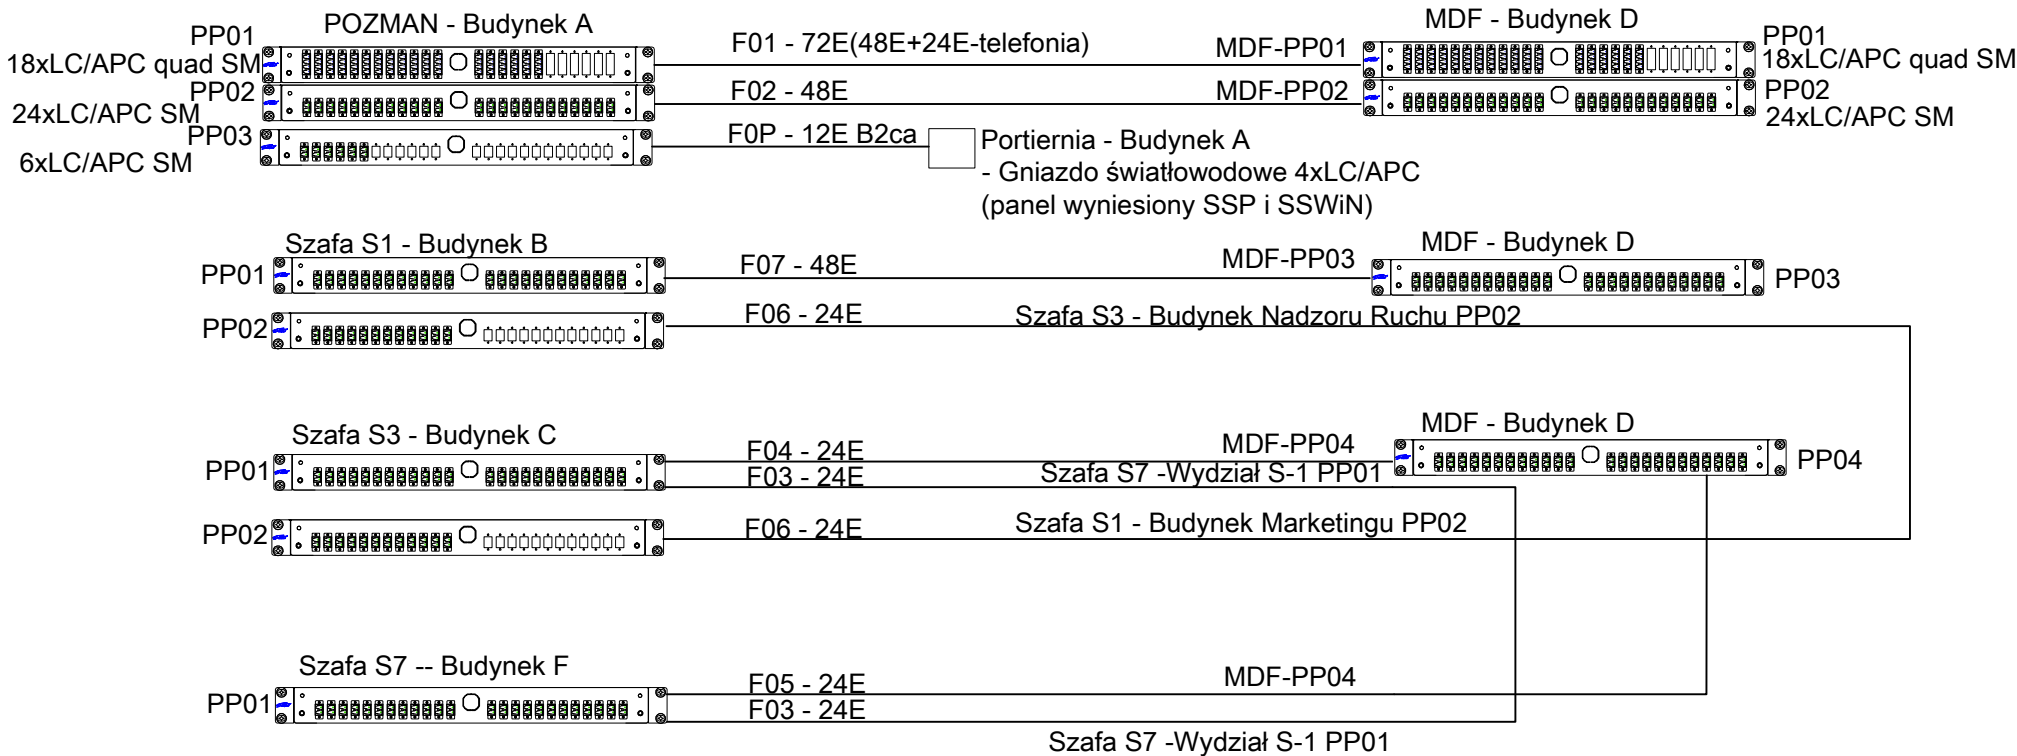 POZMAN - Budynek A
MDF - Budynek D
PP01
18xLC/APC quad SM
F01 - 72E(48E+24E-telefonia)
MDF-PP01
PP01
18xLC/APC quad SM
PP02
24xLC/APC SM
F02 - 48E
MDF-PP02
PP02
24xLC/APC SM
PP03
6xLC/APC SM
F0P - 12E B2ca
Portiernia - Budynek A
- Gniazdo światłowodowe 4xLC/APC
(panel wyniesiony SSP i SSWiN)
Szafa S1 - Budynek B
MDF - Budynek D
PP01
F07 - 48E
MDF-PP03
PP03
PP02
F06 - 24E
Szafa S3 - Budynek Nadzoru Ruchu PP02
Szafa S3 - Budynek C
MDF - Budynek D
PP01
F04 - 24E
MDF-PP04
PP04
F03 - 24E
Szafa S7 -Wydział S-1 PP01
PP02
F06 - 24E
Szafa S1 - Budynek Marketingu PP02
Szafa S7 -- Budynek F
PP01
F05 - 24E
MDF-PP04
F03 - 24E
Szafa S7 -Wydział S-1 PP01